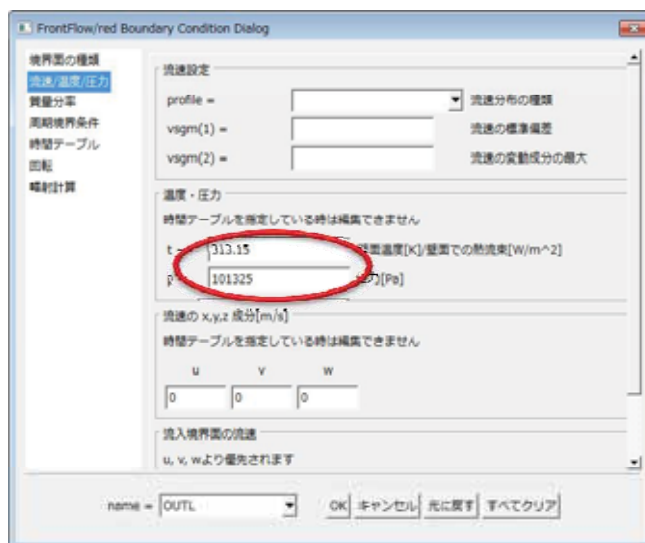 FrontFlow/red Boundary Condition Dialog
境界面の種類
流速/温度/圧力
質量分率
周期境界条件
時間テーブル
回転
輻射計算
流速設定
profile = 流速分布の種類
vsgm(1) = 流速の標準偏差
vsgm(2) = 流速の変動成分の最大
温度・圧力
時間テーブルを指定している時は編集できません
t = 313.15 壁面温度[K]/壁面での熱流束[W/m^2]
p 101325 [Pa]
流速の x,y,z 成分[m/s]
時間テーブルを指定している時は編集できません
u v w
0 0 0
流入境界面の流速
u, v, wより優先されます
name = OUTL OK キャンセル 元に戻す すべてクリア